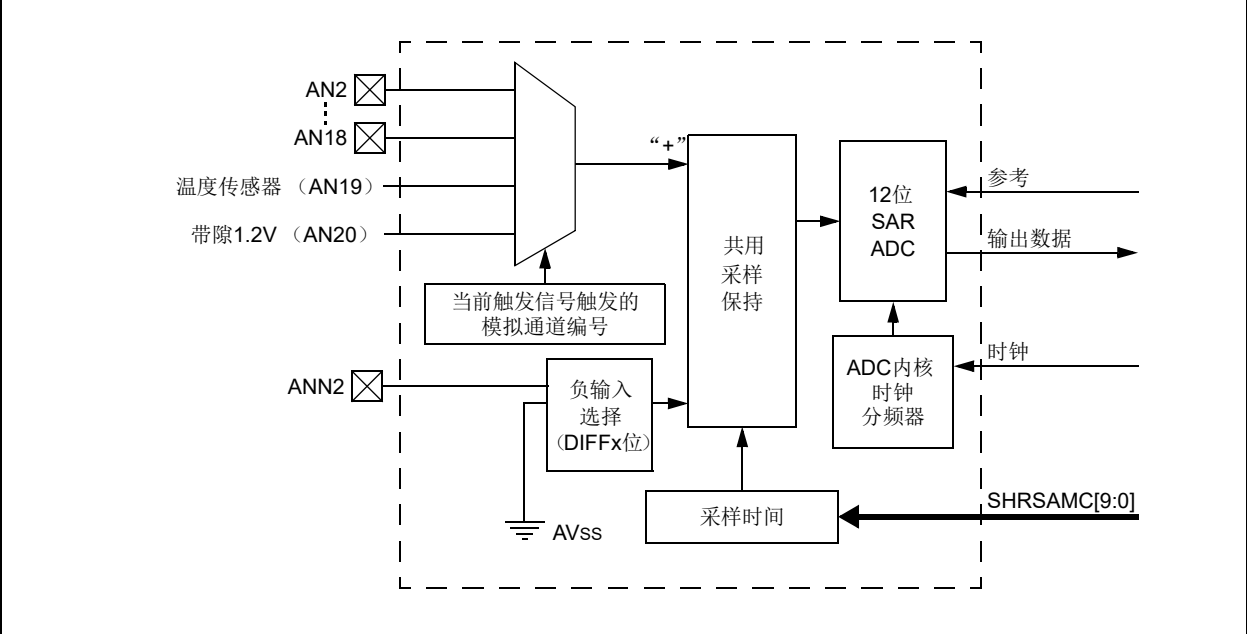 AN2
AN18
温度传感器 （AN19）
带隙1.2V （AN20）
当前触发信号触发的
模拟通道编号
ANN2
负输入
选择
（DIFFx位）
AVSS
“+”
共用
采样
保持
采样时间
12位
SAR
ADC
ADC内核
时钟
分频器
参考
输出数据
时钟
SHRSAMC[9:0]